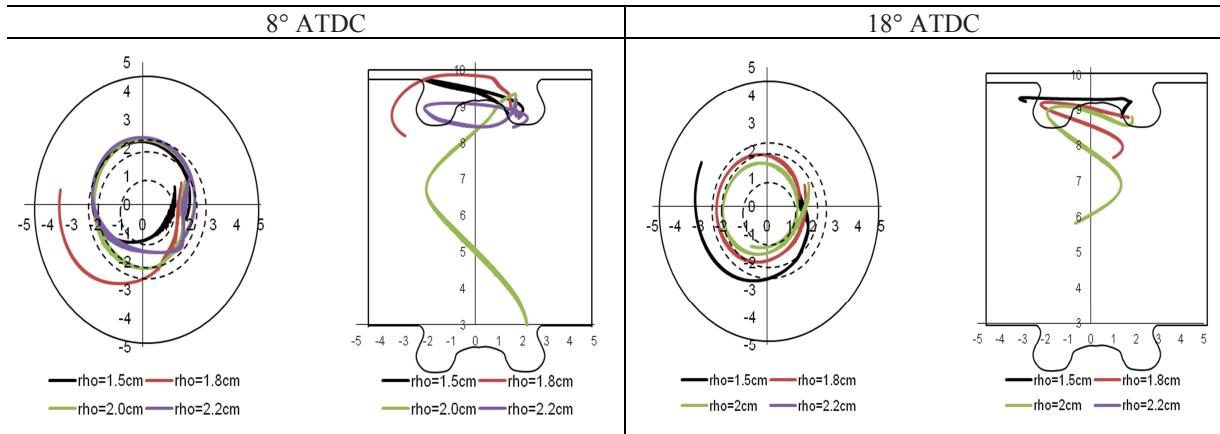 8° ATDC
18° ATDC
5
4
3
2
1
0
-1
-2
-3
-4
-5
-5 -4 -3 -2 -1 0 1 2 3 4 5
rho=1.5cm rho=1.8cm
rho=2.0cm rho=2.2cm
10
9
8
7
6
5
4
3
-5 -4 -3 -2 -1 0 1 2 3 4 5
rho=1.5cm rho=1.8cm
rho=2.0cm rho=2.2cm
5
4
3
2
1
0
-1
-2
-3
-4
-5
-5 -4 -3 -2 -1 0 1 2 3 4 5
rho=1.5cm rho=1.8cm
rho=2cm rho=2.2cm
10
9
8
7
6
5
4
3
-5 -4 -3 -2 -1 0 1 2 3 4 5
rho=1.5cm rho=1.8cm
rho=2cm rho=2.2cm